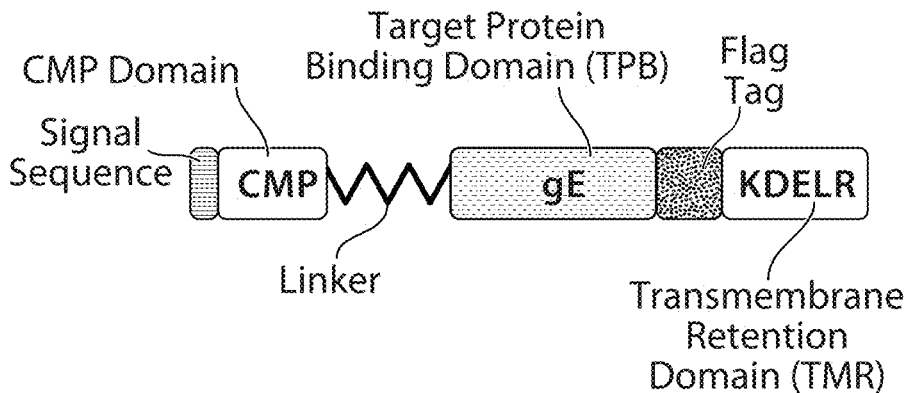 Target Protein
Binding Domain (TPB)
Flag
Tag
CMP Domain
Signal
Sequence
CMP
gE
KDELR
Linker
Transmembrane
Retention
Domain (TMR)